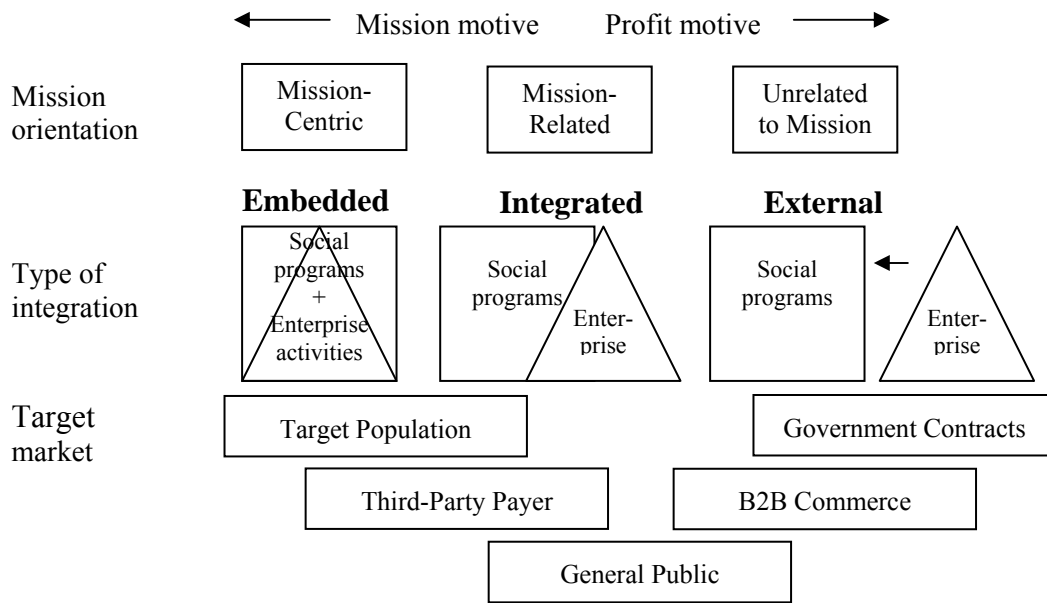 Mission motive Profit motive
Mission orientation
Mission-
Centric
Mission-
Related
Unrelated
to Mission
Embedded
Integrated
External
Type of
integration
Social
programs
+
Enterprise
activities
Social
programs
Enter-
prise
Social
programs
Enter-
prise
Target
market
Target Population
Government Contracts
Third-Party Payer
B2B Commerce
General Public